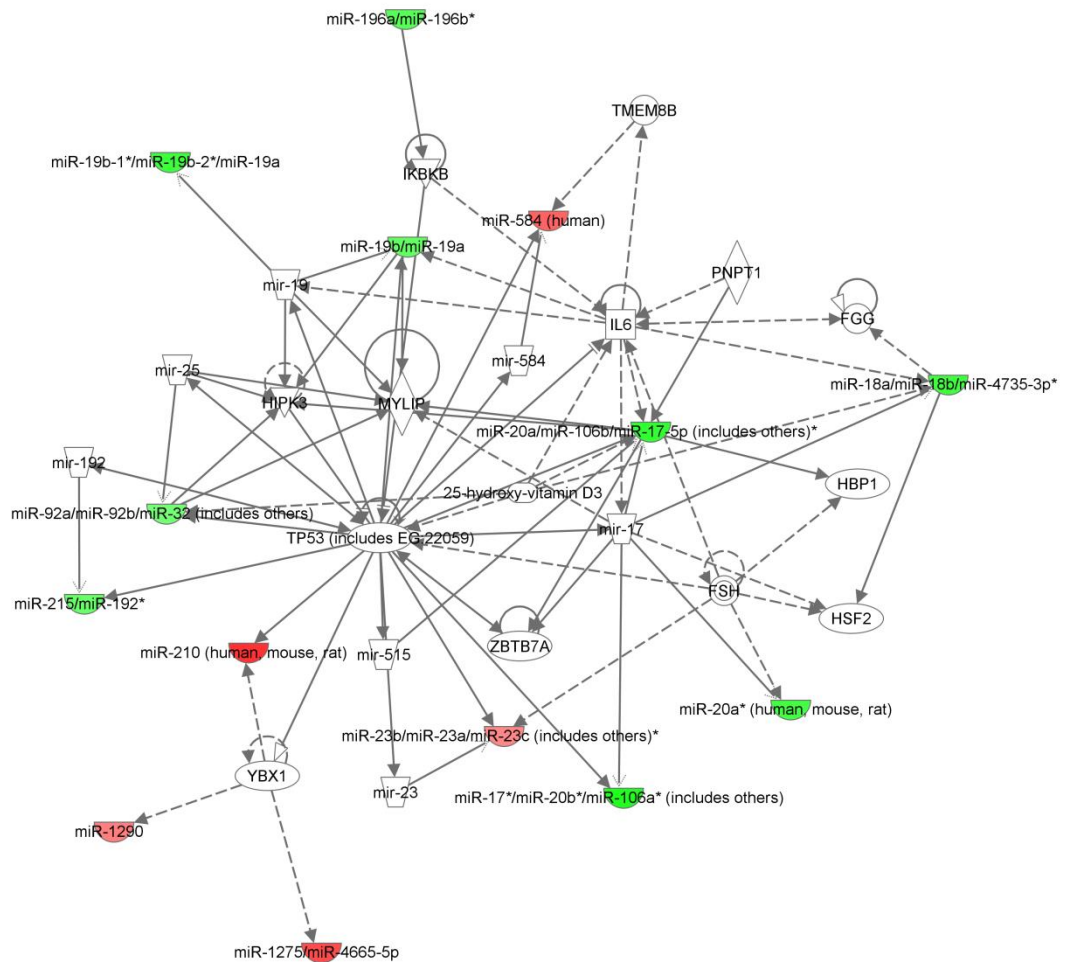 miR-196a/miR-196b*
TMEM8B
miR-19b-1*/miR-19b-2*/miR-19a
IKBKB
miR-584 (human)
miR-19b/miR-19a
PNPT1
mir-19
IL6
FGG
mir-584
mir-25
miR-18a/miR-18b/miR-4735-3p*
HIPK3
MYLIP
miR-20a/miR-106b/miR-17-5p (includes others)*
mir-192
HBP1
25-hydroxy-vitamin D3
miR-92a/miR-92b/miR-32 (includes others)
mir-17
TP53 (includes EG:22059)
FSH
miR-215/miR-192*
HSF2
ZBTB7A
miR-210 (human, mouse, rat)
mir-515
miR-20a* (human, mouse, rat)
miR-23b/miR-23a/miR-23c (includes others)*
YBX1
mir-23
miR-17*/miR-20b*/miR-106a* (includes others)
miR-1290
miR-1275/miR-4665-5p